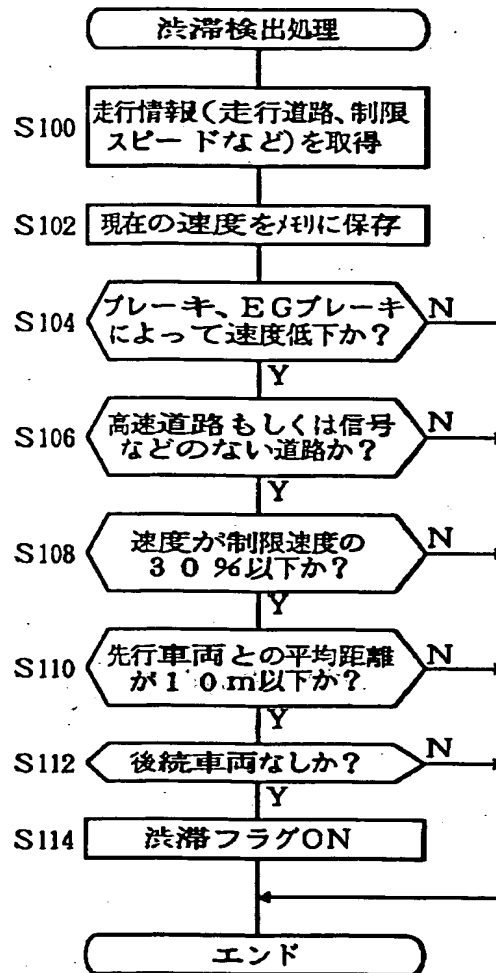 渋滞検出処理
S100
走行情報(走行道路、制限
スピードなど)を取得
S102
現在の速度をメモリに保存
S104
ブレーキ、EGブレーキ
によって速度低下か?
N
Y
S106
高速道路もしくは信号
などのない道路か?
N
Y
S108
速度が制限速度の
30%以下か?
N
Y
S110
先行車両との平均距離
が10m以下か?
N
Y
S112
後続車両なしか?
N
Y
S114
渋滞フラグON
エンド